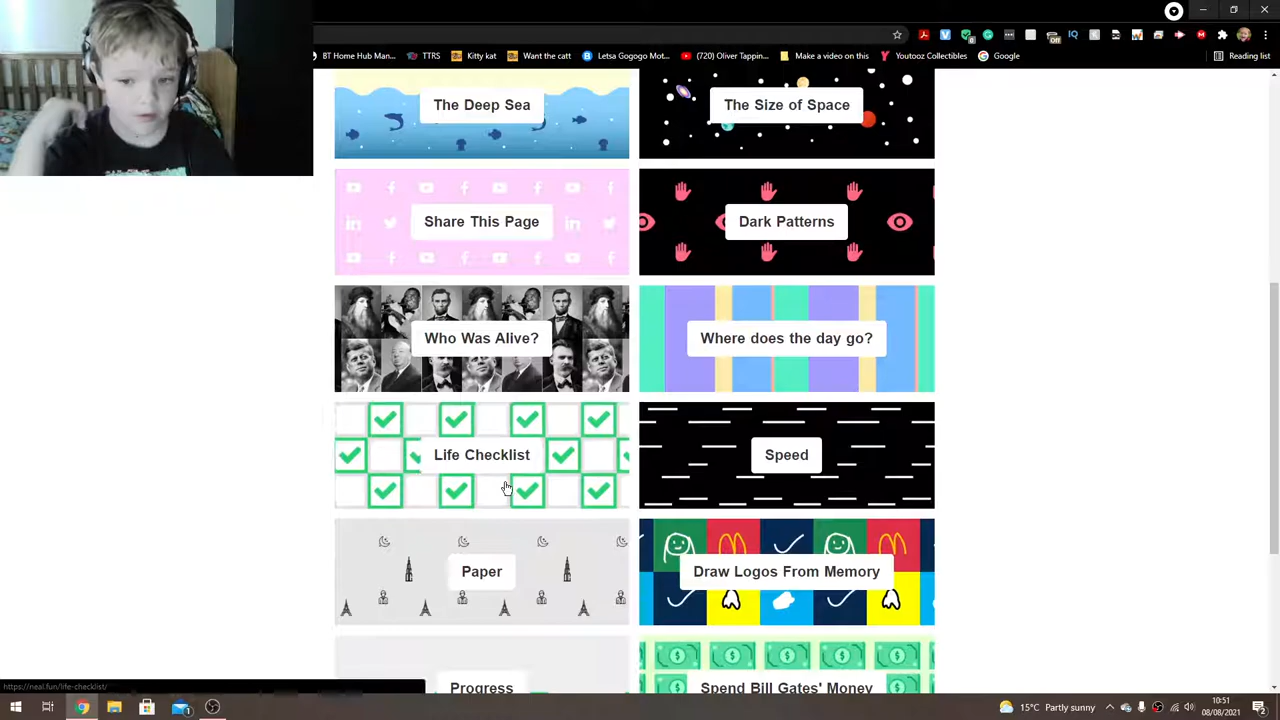 BT Home Hub Man... TTRS Kitty kat Want the catt Letsa Gogogo Mot... (720) Oliver Tappin... Make a video on this Youtooz Collectibles Google Reading list
The Deep Sea
The Size of Space
Share This Page
Dark Patterns
Who Was Alive?
Where does the day go?
Life Checklist
Speed
Paper
Draw Logos From Memory
Progress
Spend Bill Gates' Money
https://neal.fun/life-checklist/
15°C Partly sunny
10:51
08/08/2021